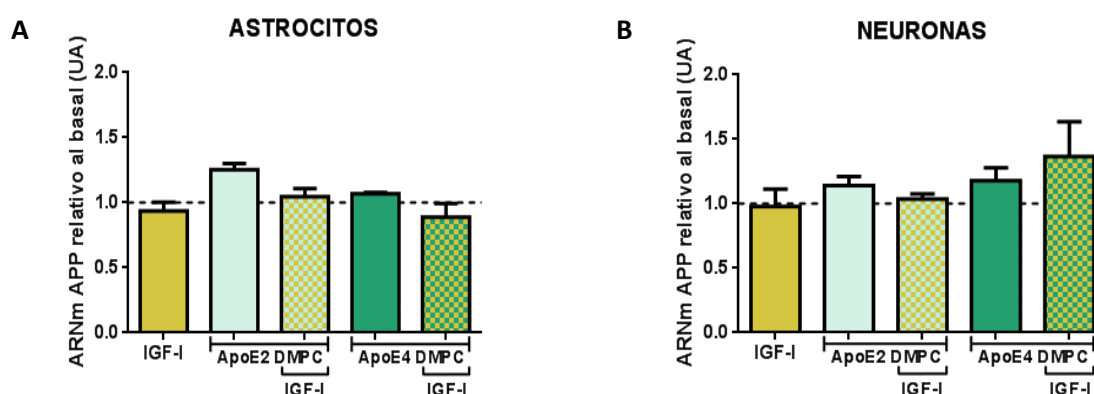 A
ASTROCITOS
ARNm APP relativo al basal (UA)
2.0
1.5
1.0
0.5
0.0
IGF-I
ApoE2 DMPC
ApoE4 DMPC
IGF-I
IGF-I
B
NEURONAS
ARNm APP relativo al basal (UA)
2.0
1.5
1.0
0.5
0.0
IGF-I
ApoE2 DMPC
ApoE4 DMPC
IGF-I
IGF-I